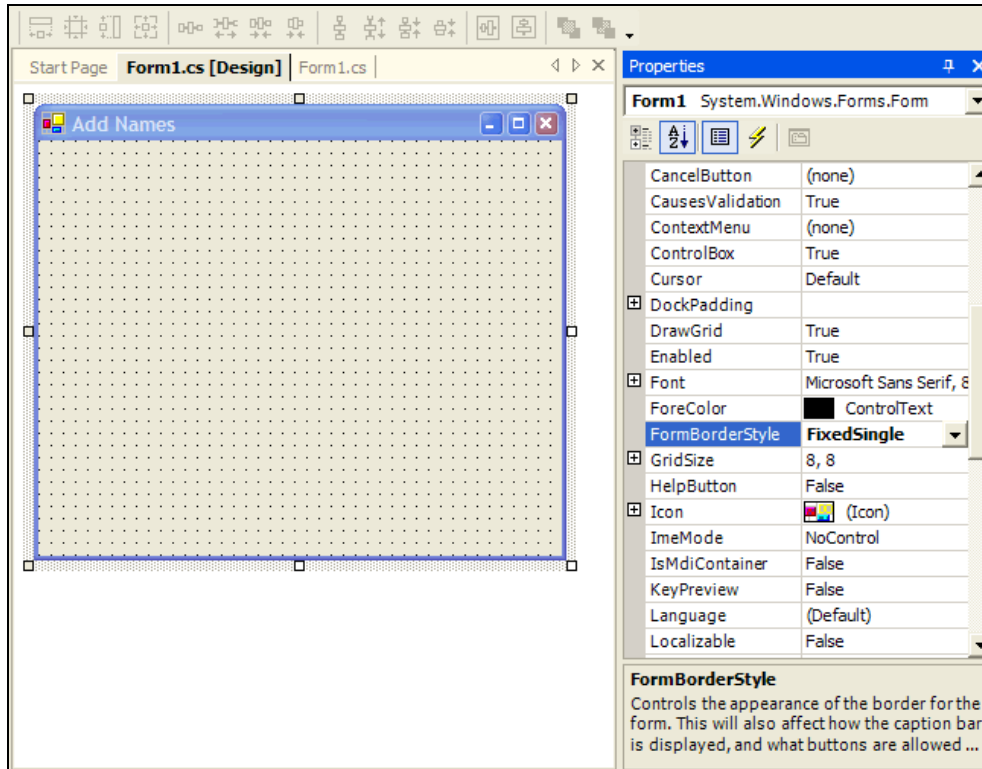 Start Page Form1.cs [Design] Form1.cs
Add Names
Properties
Form1 System.Windows.Forms.Form
CancelButton (none)
CausesValidation True
ContextMenu (none)
ControlBox True
Cursor Default
DockPadding
DrawGrid True
Enabled True
Font Microsoft Sans Serif, 8
ForeColor ControlText
FormBorderStyle FixedSingle
GridSize 8, 8
HelpButton False
Icon (Icon)
ImeMode NoControl
IsMdiContainer False
KeyPreview False
Language (Default)
Localizable False
FormBorderStyle
Controls the appearance of the border for the
form. This will also affect how the caption bar
is displayed, and what buttons are allowed ...